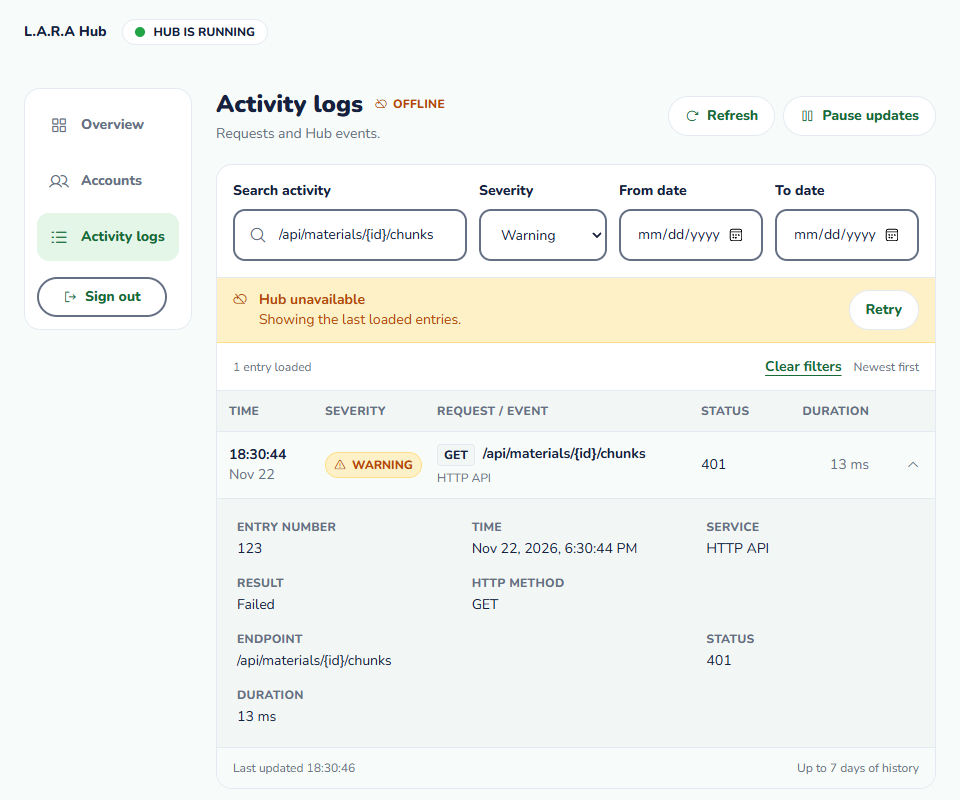 L.A.R.A Hub
HUB IS RUNNING
Overview
Accounts
Activity logs
Sign out
Activity logs
OFFLINE
Requests and Hub events.
Refresh
Pause updates
Search activity
Severity
From date
To date
/api/materials/{id}/chunks
Warning
mm/dd/yyyy
mm/dd/yyyy
Hub unavailable
Showing the last loaded entries.
Retry
1 entry loaded
Clear filters
Newest first
TIME
SEVERITY
REQUEST / EVENT
STATUS
DURATION
18:30:44
Nov 22
WARNING
GET /api/materials/{id}/chunks
HTTP API
401
13 ms
ENTRY NUMBER
123
TIME
Nov 22, 2026, 6:30:44 PM
SERVICE
HTTP API
RESULT
Failed
HTTP METHOD
GET
ENDPOINT
/api/materials/{id}/chunks
STATUS
401
DURATION
13 ms
Last updated 18:30:46
Up to 7 days of history